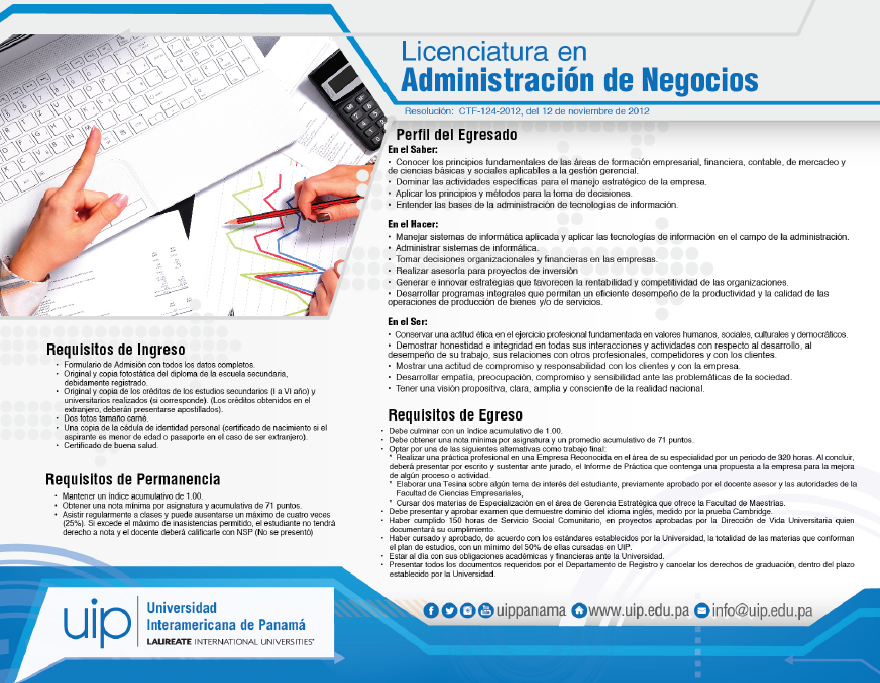 Licenciatura en
Administración de Negocios
Resolución: CTF-124-2012, dell 12 de noviembre de 2012
Perfil del Egresado
En el Saber:
• Conocer los principios fundamentales de las áreas de formación empresarial, financiera, contable, de mercadeo y
de ciencias básicas y sociales aplicables a la gestión gerencial.
• Dominar las actividades específicas para el manejo estratégico de la empresa.
• Aplicar los principios y métodos para la toma de decisiones.
• Entender las bases de la administración de tecnologías de información.
En el Hacer:
• Manejar sistemas de informática aplicada y aplicar las tecnologías de información en el campo de la administración.
• Administrar sistemas de informática.
• Tomar decisiones organizacionales y financieras en las empresas.
• Realizar asesoría para proyectos de inversión
• Generar e innovar estrategias que favorecen la rentabilidad y competitividad de las organizaciones.
• Desarrollar programas integrales que permitan un eficiente desempeño de la productividad y la calidad de las
operaciones de producción de bienes y/o de servicios.
En el Ser:
• Conservar una actitud ética en el ejercicio profesional fundamentada en valores humanos, sociales, culturales y democráticos.
• Demostrar honestidad e integridad en todas sus interacciones y actividades con respecto al desarrollo, al
desempeño de su trabajo, sus relaciones con otros profesionales, competidores y con los clientes.
• Mostrar una actitud de compromiso y responsabilidad con los clientes y con la empresa.
• Desarrollar empatía, preocupación, compromiso y sensibilidad ante las problemáticas de la sociedad.
Tener una visión propositiva, clara, amplia y consciente de la realidad nacional.
Requisitos de Egreso
• Debe culminar con un índice acumulativo de 1.00.
• Debe obtener una nota mínima por asignatura y un promedio acumulativo de 71 puntos.
• Optar por una de las siguientes alternativas como trabajo final:
* Realizar una práctica profesional en una Empresa Reconocida en el área de su especialidad por un periodo de 320 horas. Al concluir,
deberá presentar por escrito y sustentar ante jurado, el Informe de Práctica que contenga una propuesta a la empresa para la mejora
de algún proceso o actividad.
* Elaborar una Tesina sobre algún tema de interés del estudiante, previamente aprobado por el docente asesor y las autoridades de la
Facultad de Ciencias Empresariales,
* Cursar dos materias de Especialización en el área de Gerencia Estratégica que ofrece la Facultad de Maestrías.
• Debe presentar y aprobar examen que demuestre dominio del idioma inglés, medido por la prueba Cambridge.
• Haber cumplido 150 horas de Servicio Social Comunitario, en proyectos aprobadas por la Dirección de Vida Universitaria quien
documentará su cumplimiento.
• Haber cursado y aprobado, de acuerdo con los estándares establecidos por la Universidad, la totalidad de las materias que conforman
el plan de estudios, con un mínimo del 50% de ellas cursadas en UIP.
• Estar al día con sus obligaciones académicas y financieras ante la Universidad.
• Presentar todos los documentos requeridos por el Departamento de Registro y cancelar los derechos de graduación, dentro del plazo
establecido por la Universidad.
Requisitos de Ingreso
• Formulario de Admisión con todos los datos completos.
• Original y copia fotostática del diploma de la escuela secundaria,
debidamente registrado.
• Original y copia de los créditos de los estudios secundarios (I a VI año) y
universitarios realizados (si corresponde). (Los créditos obtenidos en el
extranjero, deberán presentarse apostillados).
• Dos fotos tamaño carné.
• Una copia de la cédula de identidad personal (certificado de nacimiento si el
aspirante es menor de edad o pasaporte en el caso de ser extranjero).
• Certificado de buena salud.
Requisitos de Permanencia
Mantener un índice acumulativo de 1.00.
Obtener una nota mínima por asignatura y acumulativa de 71 puntos.
Asistir regularmente a clases y puede ausentarse un máximo de cuatro veces
(25%). Si excede el máximo de inasistencias permitido, el estudiante no tendrá
derecho a nota y el docente deberá calificarle con NSP (No se presentó)
uip
Universidad
Interamericana de Panamá
LAUREATE INTERNATIONAL UNIVERSITIES®
uippanama www.uip.edu.pa info@uip.edu.pa